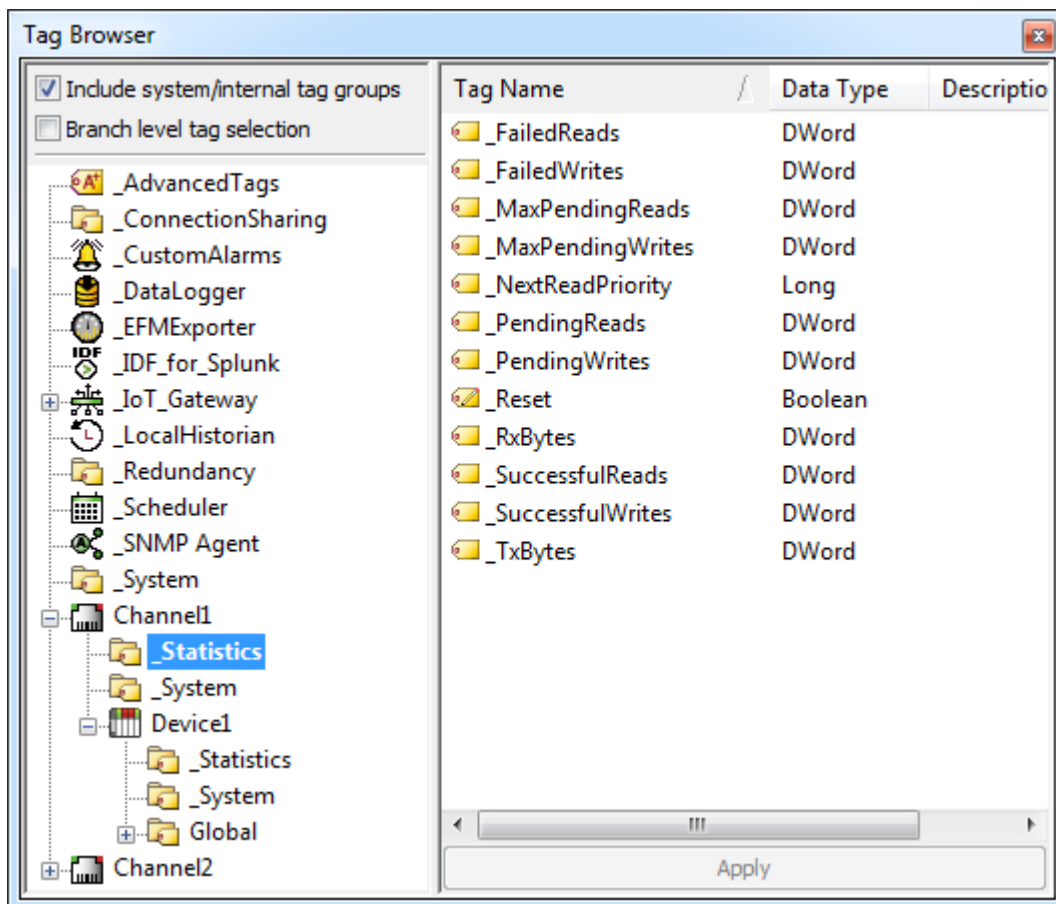 Tag Browser
Include system/internal tag groups
Branch level tag selection
_AdvancedTags
_ConnectionSharing
_CustomAlarms
_DataLogger
_EFMExporter
IDF
_IDF_for_Splunk
_IoT_Gateway
_LocalHistorian
_Redundancy
_Scheduler
_SNMP Agent
_System
Channel1
_Statistics
_System
Device1
_Statistics
_System
Global
Channel2
Tag Name Data Type Descriptio
_FailedReads DWord
_FailedWrites DWord
_MaxPendingReads DWord
_MaxPendingWrites DWord
_NextReadPriority Long
_PendingReads DWord
_PendingWrites DWord
_Reset Boolean
_RxBytes DWord
_SuccessfulReads DWord
_SuccessfulWrites DWord
_TxBytes DWord
Apply